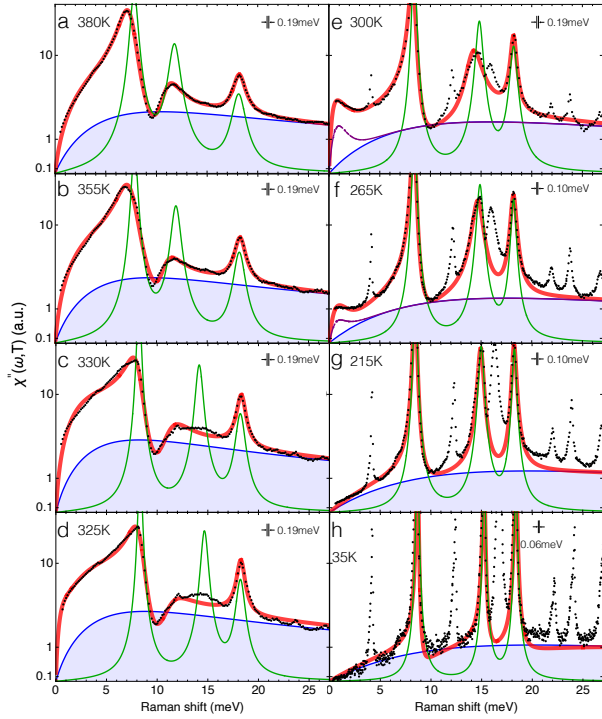 a 380K 0.19meV
10
1
0.1
b 355K 0.19meV
10
1
0.1
c 330K 0.19meV
10
1
0.1
d 325K 0.19meV
10
1
0.1
0 5 10 15 20 25
Raman shift (meV)
χ''(ω,T) (a.u.)
e 300K 0.19meV
f 265K 0.10meV
g 215K 0.10meV
h
35K 0.06meV
0 5 10 15 20 25
Raman shift (meV)